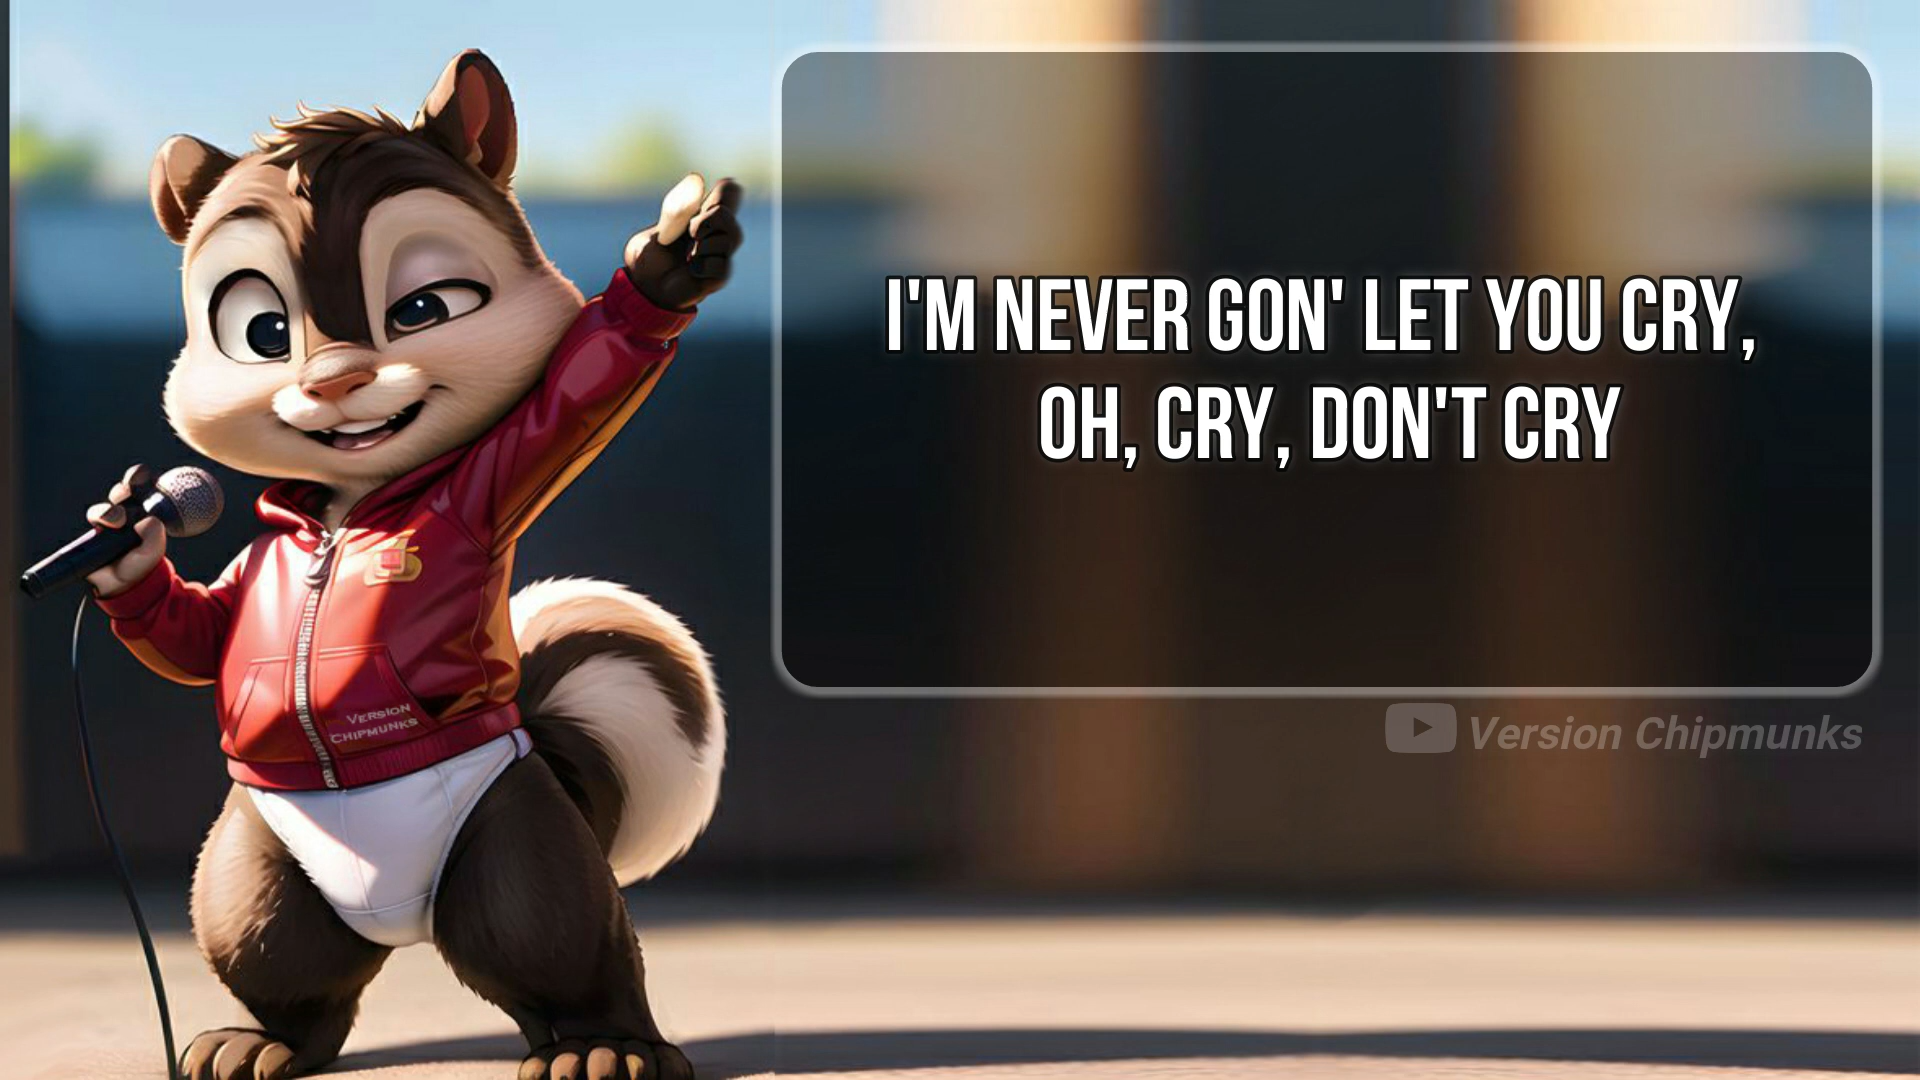 I'M NEVER GON' LET YOU CRY,
OH, CRY, DON'T CRY
VERSION
CHIPMUNKS
Version Chipmunks